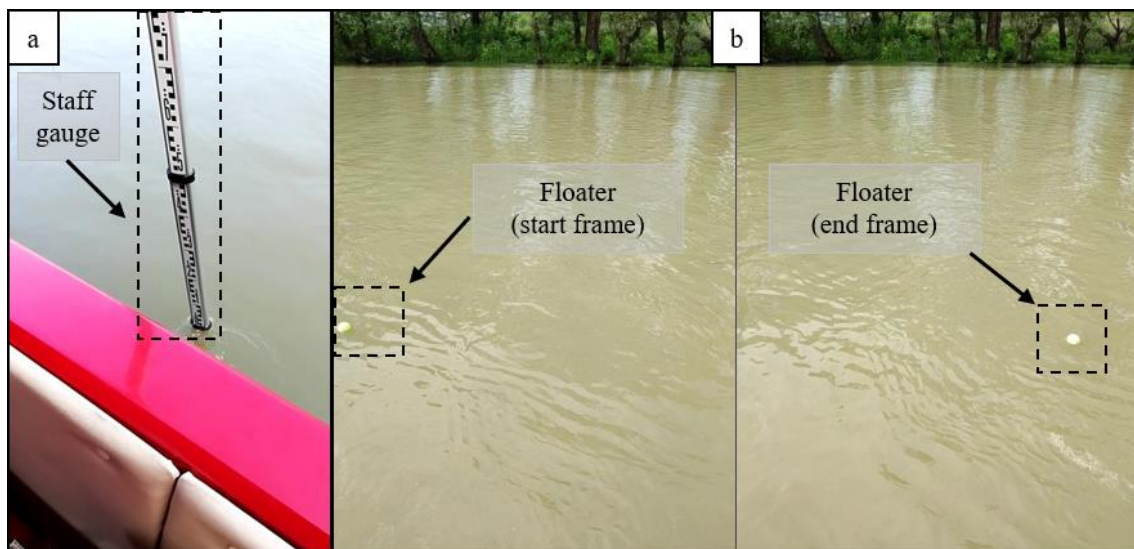 a
Staff
gauge
b
Floater
(start frame)
Floater
(end frame)